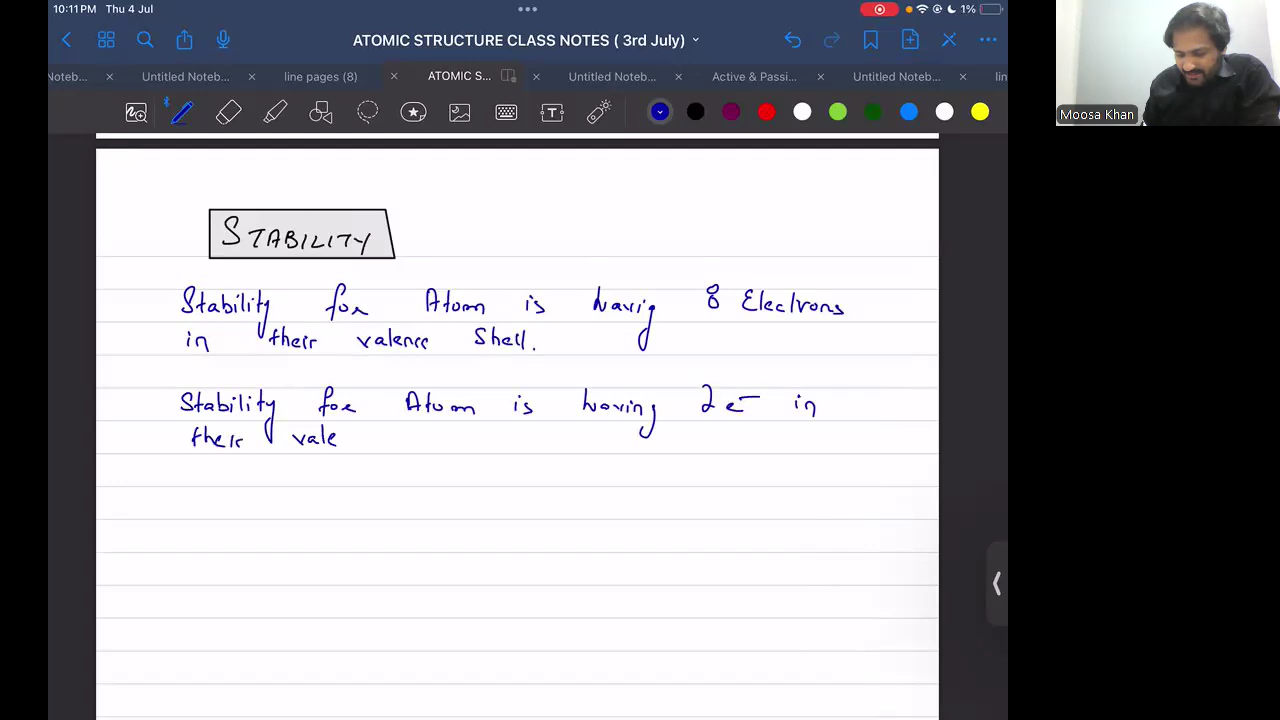 10:11 PM Thu 4 Jul
1%
ATOMIC STRUCTURE CLASS NOTES ( 3rd July)
Noteb... Untitled Noteb... line pages (8) ATOMIC S... Untitled Noteb... Active & Passi... Untitled Noteb... lin
Moosa Khan
STABILITY
Stability for Atom is havig 8 Electrons
in their valence Shell.
Stability for Atom is having 2e- in
their vale